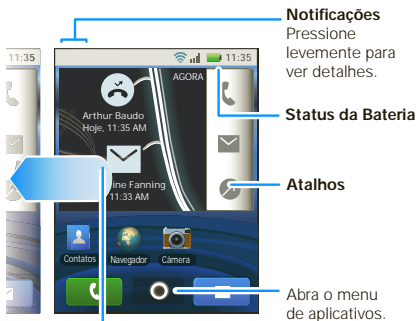 Notificações
Pressione
levemente para
ver detalhes.
11:35
11:35
AGORA
Arthur Baudo
Hoje, 11:35 AM
Status da Bateria
ine Fanning
11:33 AM
Atalhos
Contatos
Navegador
Câmera
Abra o menu
de aplicativos.